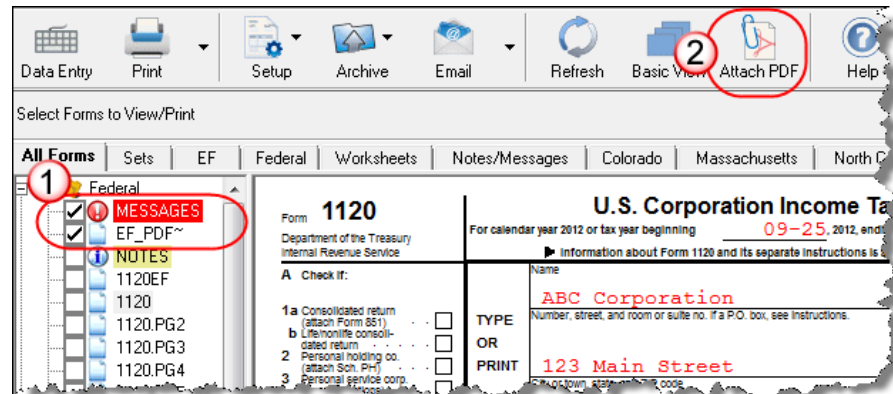 Data Entry Print Setup Archive Email Refresh Basic View Attach PDF Help
2
Select Forms to View/Print
All Forms Sets EF Federal Worksheets Notes/Messages Colorado Massachusetts North C
1
Federal
MESSAGES
EF_PDF~
NOTES
1120EF
1120
1120.PG2
1120.PG3
1120.PG4
Form 1120
Department of the Treasury
Internal Revenue Service
U.S. Corporation Income Ta
For calendar year 2012 or tax year beginning 09-25, 2012, endi
Information about Form 1120 and its separate instructions is
A Check if:
1a Consolidated return
(attach Form 851) . .
b Life/nonlife consoli-
dated return . . . . .
2 Personal holding co.
(attach Sch. PH) . .
3 Personal service corp.
TYPE
OR
PRINT
Name
ABC Corporation
Number, street, and room or suite no. If a P.O. box, see instructions.
123 Main Street